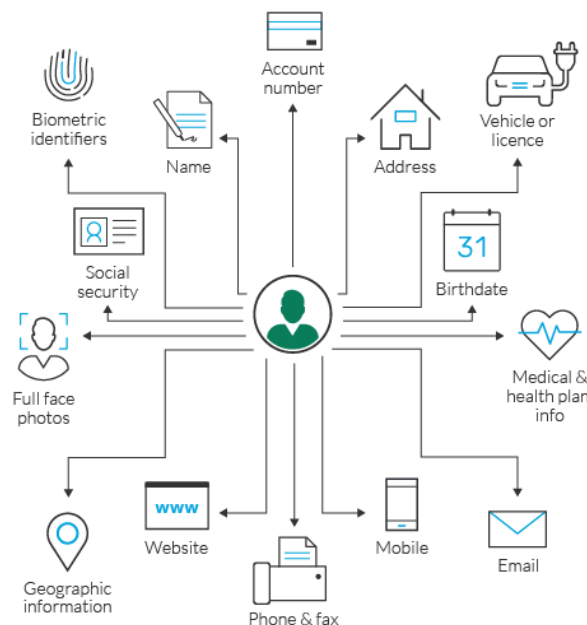 Account
number
Biometric
identifiers
Name
Address
Vehicle or
licence
Social
security
31
Birthdate
Full face
photos
Medical &
health plan
info
www
Website
Mobile
Email
Geographic
information
Phone & fax